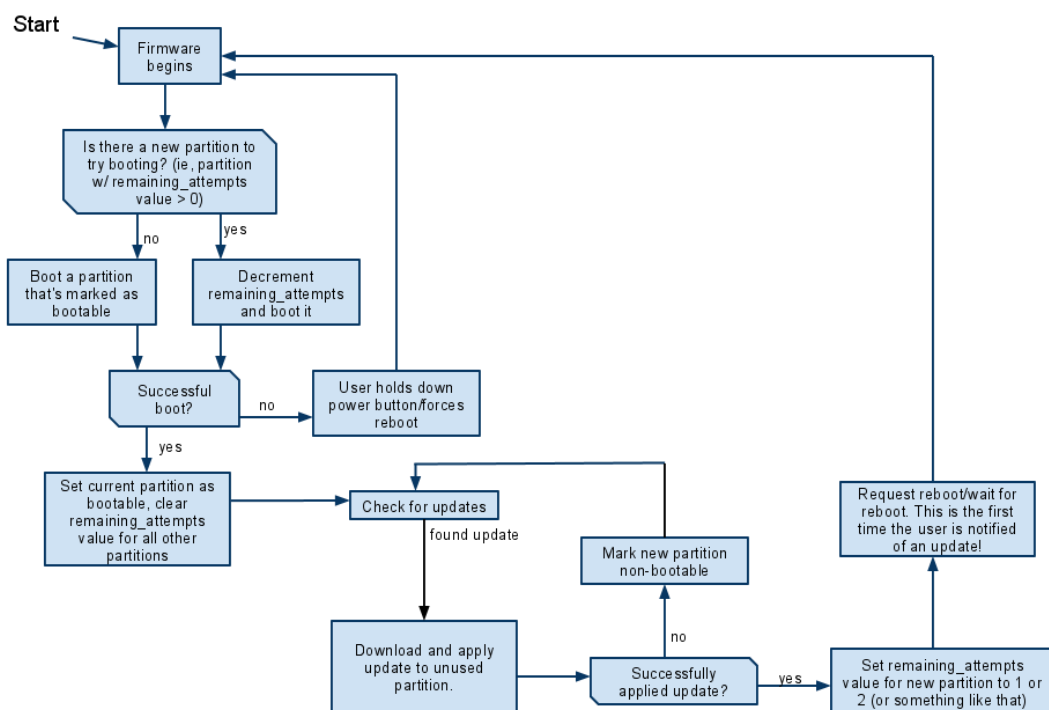 Start
Firmware
begins
Is there a new partition to
try booting? (ie, partition
w/ remaining_attempts
value > 0)
no
yes
Boot a partition
that's marked as
bootable
Decrement
remaining_attempts
and boot it
Successful
boot?
no
User holds down
power button/forces
reboot
yes
Set current partition as
bootable, clear
remaining_attempts
value for all other
partitions
Check for updates
found update
Mark new partition
non-bootable
Request reboot/wait for
reboot. This is the first
time the user is notified
of an update!
Download and apply
update to unused
partition.
no
Successfully
applied update?
yes
Set remaining_attempts
value for new partition to 1 or
2 (or something like that)